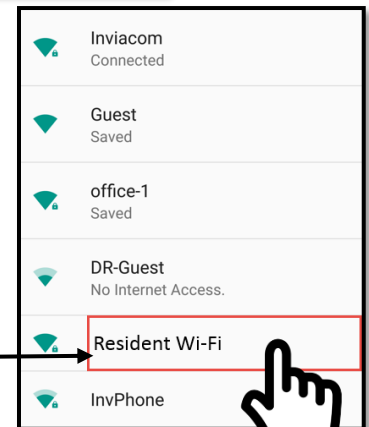 Inviacom
Connected
Guest
Saved
office-1
Saved
DR-Guest
No Internet Access.
Resident Wi-Fi
InvPhone